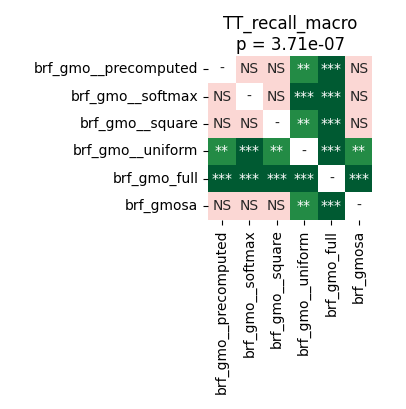 TT_recall_macro
p = 3.71e-07
brf_gmo__precomputed - NS NS ** *** NS
brf_gmo__softmax NS - NS *** *** NS
brf_gmo__square NS NS - ** *** NS
brf_gmo__uniform ** *** ** - *** **
brf_gmo_full *** *** *** *** - ***
brf_gmosa NS NS NS ** *** -
brf_gmo__precomputed
brf_gmo__softmax
brf_gmo__square
brf_gmo__uniform
brf_gmo_full
brf_gmosa